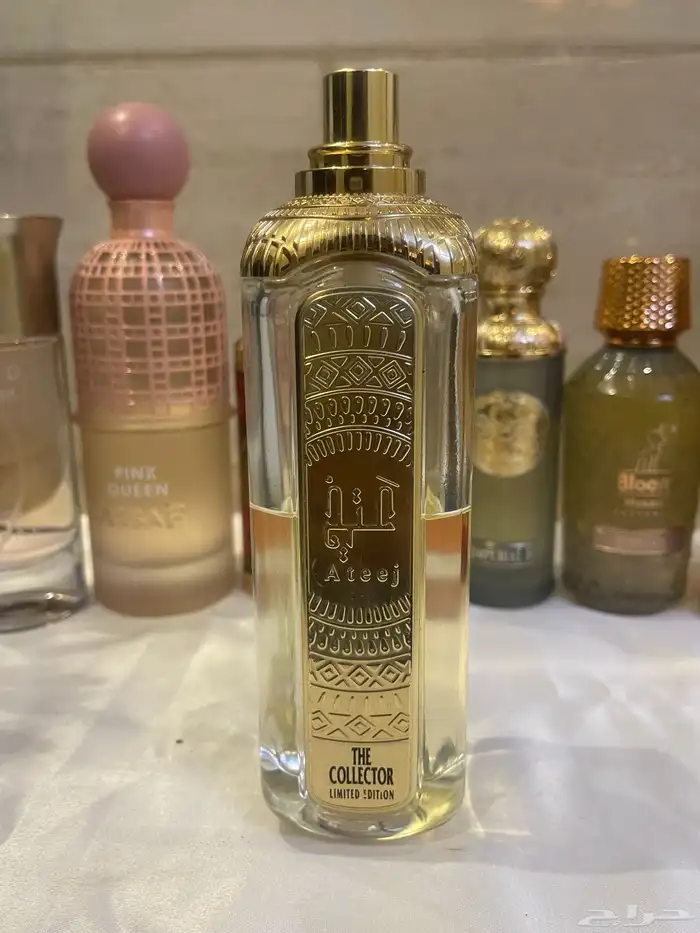 PINK
QUEEN
عتيج
Ateej
THE
COLLECTOR
LIMITED EDITION
Bloom
حراج